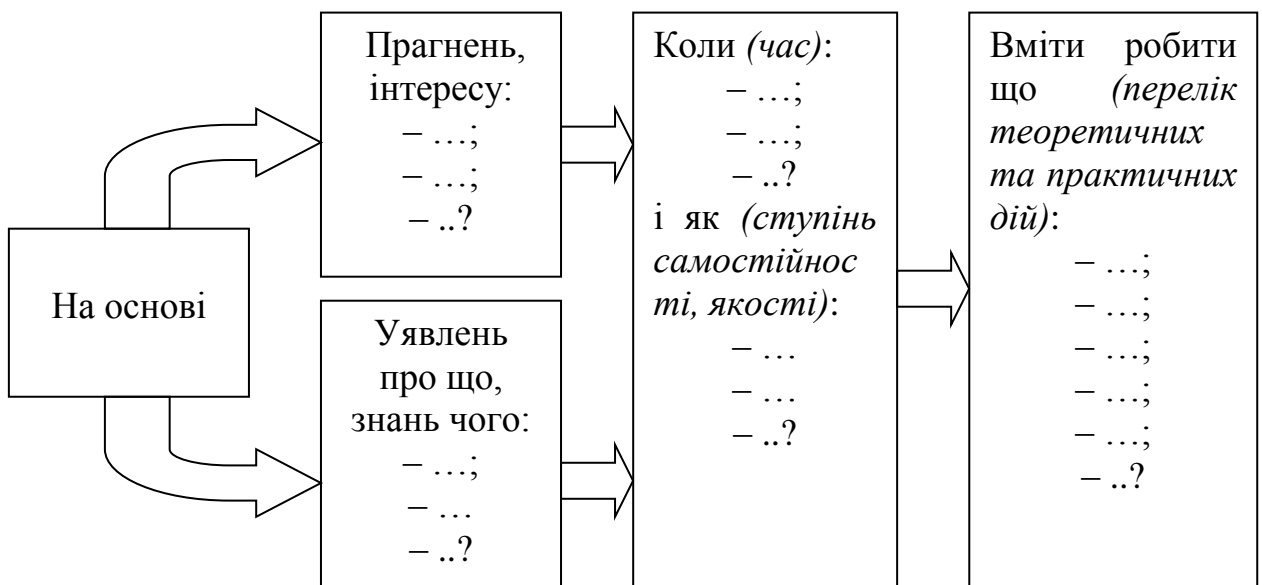 На основі
Прагнень,
інтересу:
– …;
– …;
– ..?
Уявлень
про що,
знань чого:
– …;
– …
– ..?
Коли (час):
– …;
– …;
– ..?
і як (ступінь
самостійнос
ті, якості):
– …
– …
– ..?
Вміти робити
що (перелік
теоретичних
та практичних
дій):
– …;
– …;
– …;
– …;
– …;
– ..?